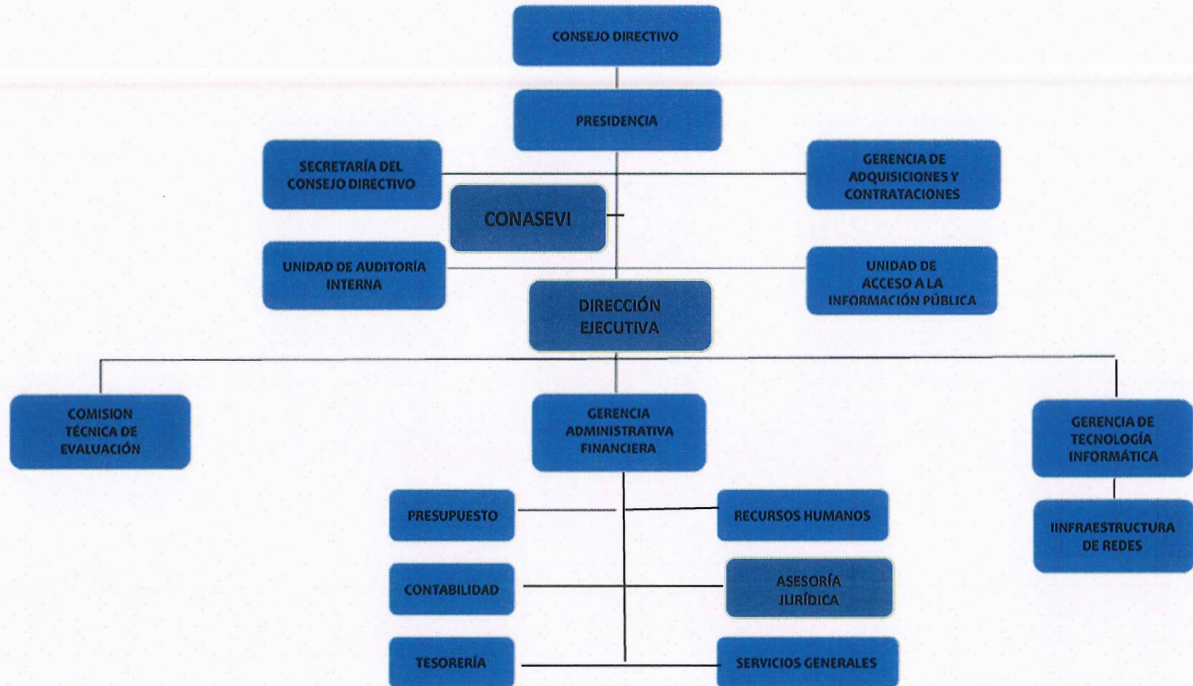 CONSEJO DIRECTIVO
PRESIDENCIA
SECRETARÍA DEL
CONSEJO DIRECTIVO
GERENCIA DE
ADQUISICIONES Y
CONTRATACIONES
CONASEVI
UNIDAD DE AUDITORÍA
INTERNA
UNIDAD DE
ACCESO A LA
INFORMACIÓN PÚBLICA
DIRECCIÓN
EJECUTIVA
COMISION
TÉCNICA DE
EVALUACIÓN
GERENCIA
ADMINISTRATIVA
FINANCIERA
GERENCIA DE
TECNOLOGÍA
INFORMÁTICA
PRESUPUESTO
RECURSOS HUMANOS
IINFRAESTRUCTURA
DE REDES
CONTABILIDAD
ASESORÍA
JURÍDICA
TESORERÍA
SERVICIOS GENERALES